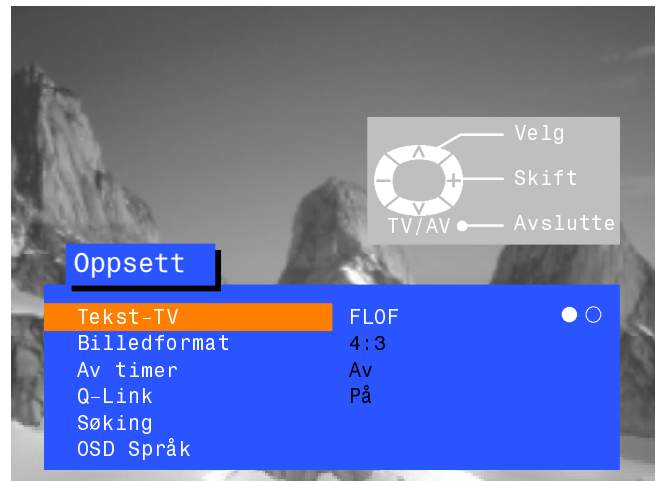 Velg
Skift
TV/AV Avslutte
Oppsett
Tekst-TV FLOF
Billedformat 4:3
Av timer Av
Q-Link På
Søking
OSD Språk